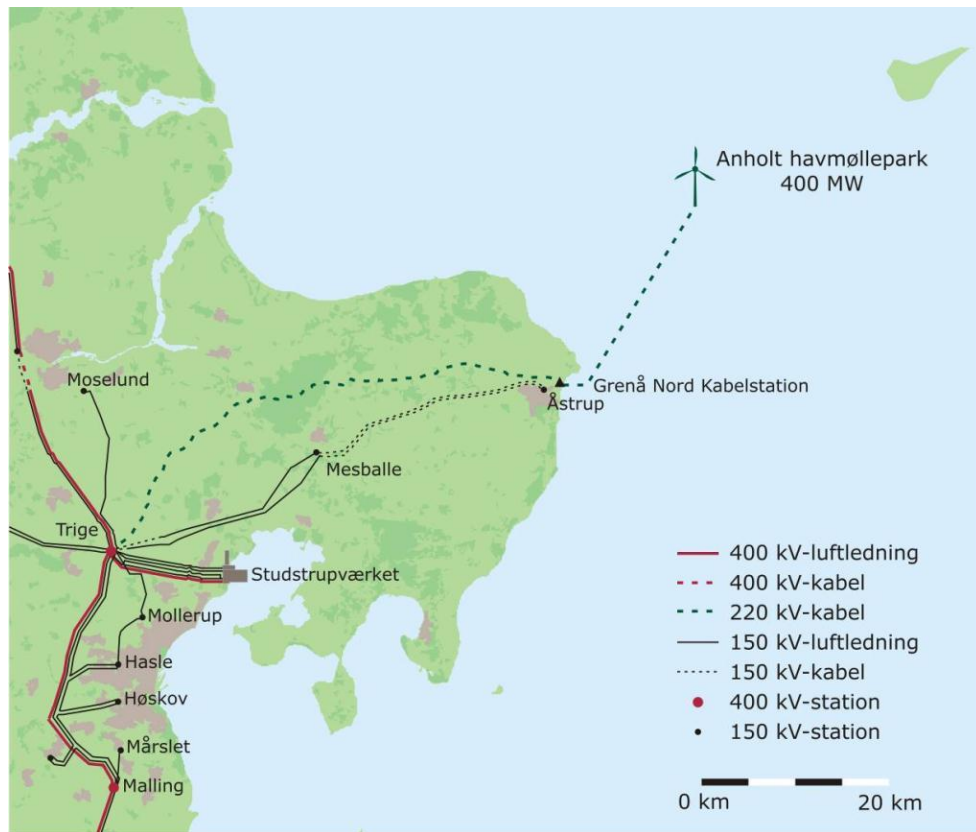 Anholt havmøllepark
400 MW
Moselund
Grenå Nord Kabelstation
Åstrup
Mesballe
Trige
Studstrupværket
Mollerup
Hasle
Høskov
Mårslet
Malling
400 kV-luftledning
400 kV-kabel
220 kV-kabel
150 kV-luftledning
150 kV-kabel
400 kV-station
150 kV-station
0 km 20 km